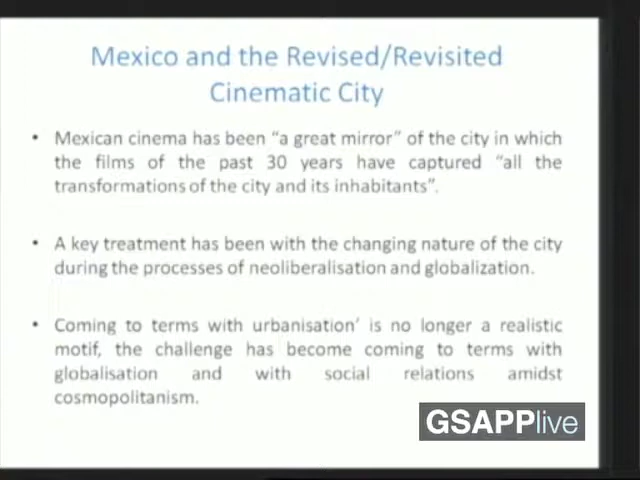 Mexico and the Revised/Revisited
Cinematic City
• Mexican cinema has been "a great mirror" of the city in which
the films of the past 30 years have captured "all the
transformations of the city and its inhabitants".
• A key treatment has been with the changing nature of the city
during the processes of neoliberalisation and globalization.
• Coming to terms with urbanisation' is no longer a realistic
motif, the challenge has become coming to terms with
globalisation and with social relations amidst
cosmopolitanism.
GSAPPlive